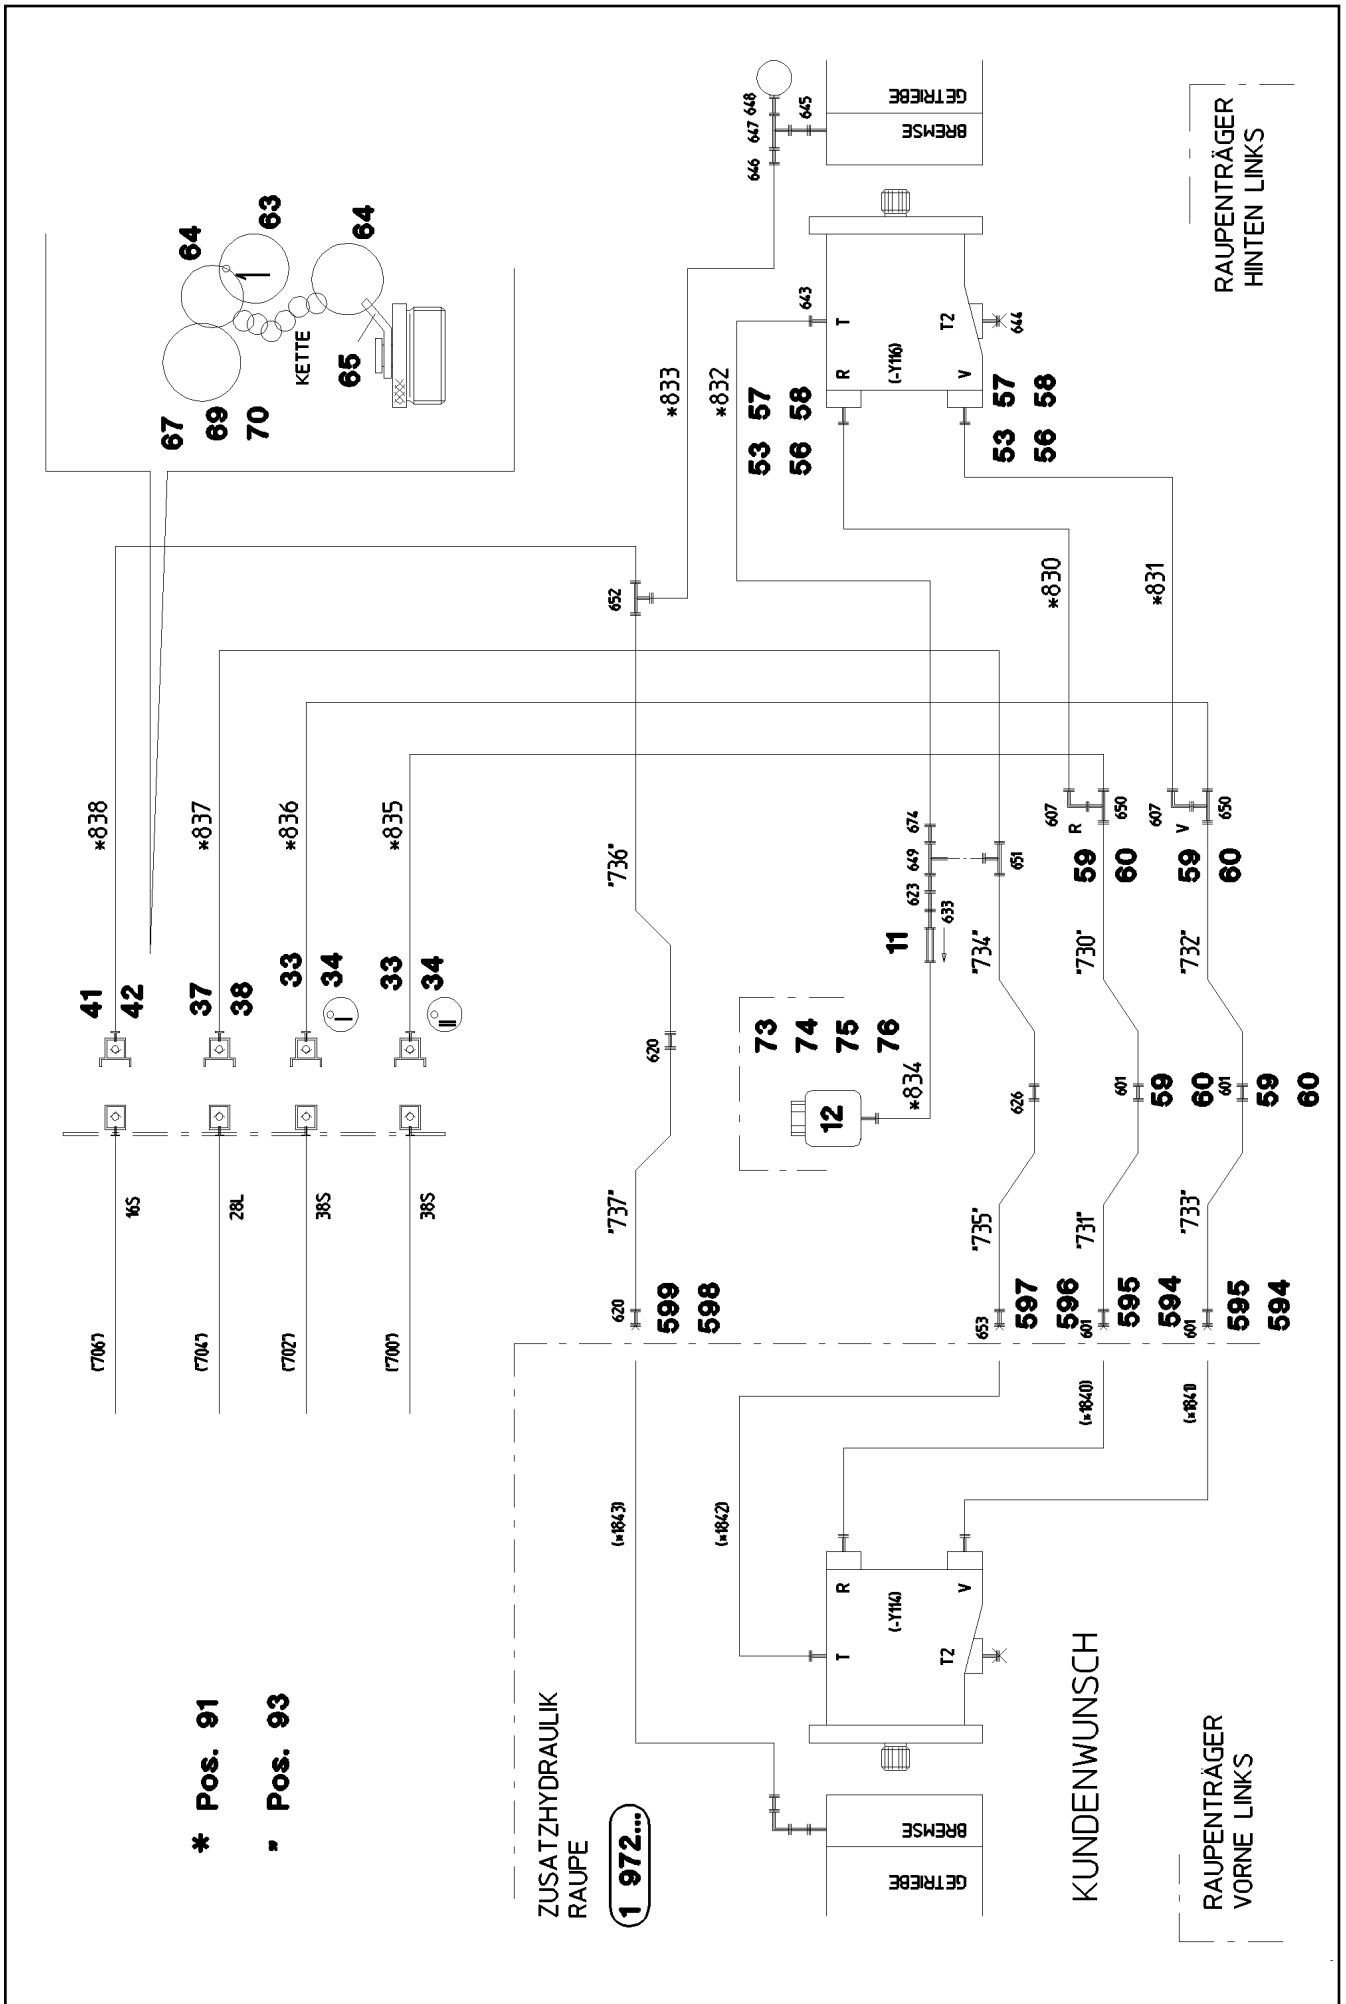 * Pos. 91
" Pos. 93
("706")
("704")
("702")
("700")
16S
28L
38S
38S
41
42
37
38
33
34
I
33
34
II
*838
*837
*836
*835
67
69
70
64
63
1
64
65
KETTE
ZUSATZHYDRAULIK
RAUPE
1 972...
(*1843)
(*1842)
(*1840)
(*1841)
GETRIEBE
BREMSE
T
R
(-Y114)
T2
V
KUNDENWUNSCH
RAUPENTRÄGER
VORNE LINKS
620
599
598
653
597
596
601
595
594
601
595
594
"737"
"735"
"731"
"733"
620
626
601
59
60
601
59
60
12
73
74
75
76
*834
11
633
623
649
674
651
"736"
"734"
"730"
"732"
59
60
59
60
607
R
650
607
V
650
652
*833
*832
*830
*831
53 57
56 58
53 57
56 58
R
T
(-Y116)
V
T2
643
644
646
647
648
645
BREMSE
GETRIEBE
RAUPENTRÄGER
HINTEN LINKS